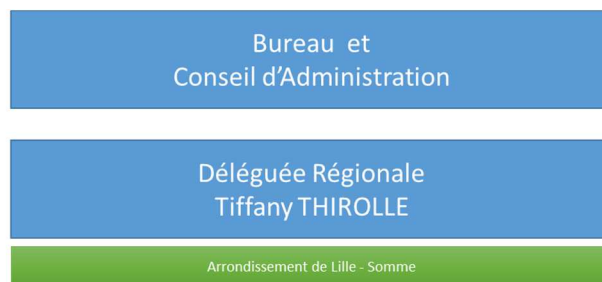 Bureau et
Conseil d’Administration
Déléguée Régionale
Tiffany THIROLLE
Arrondissement de Lille - Somme